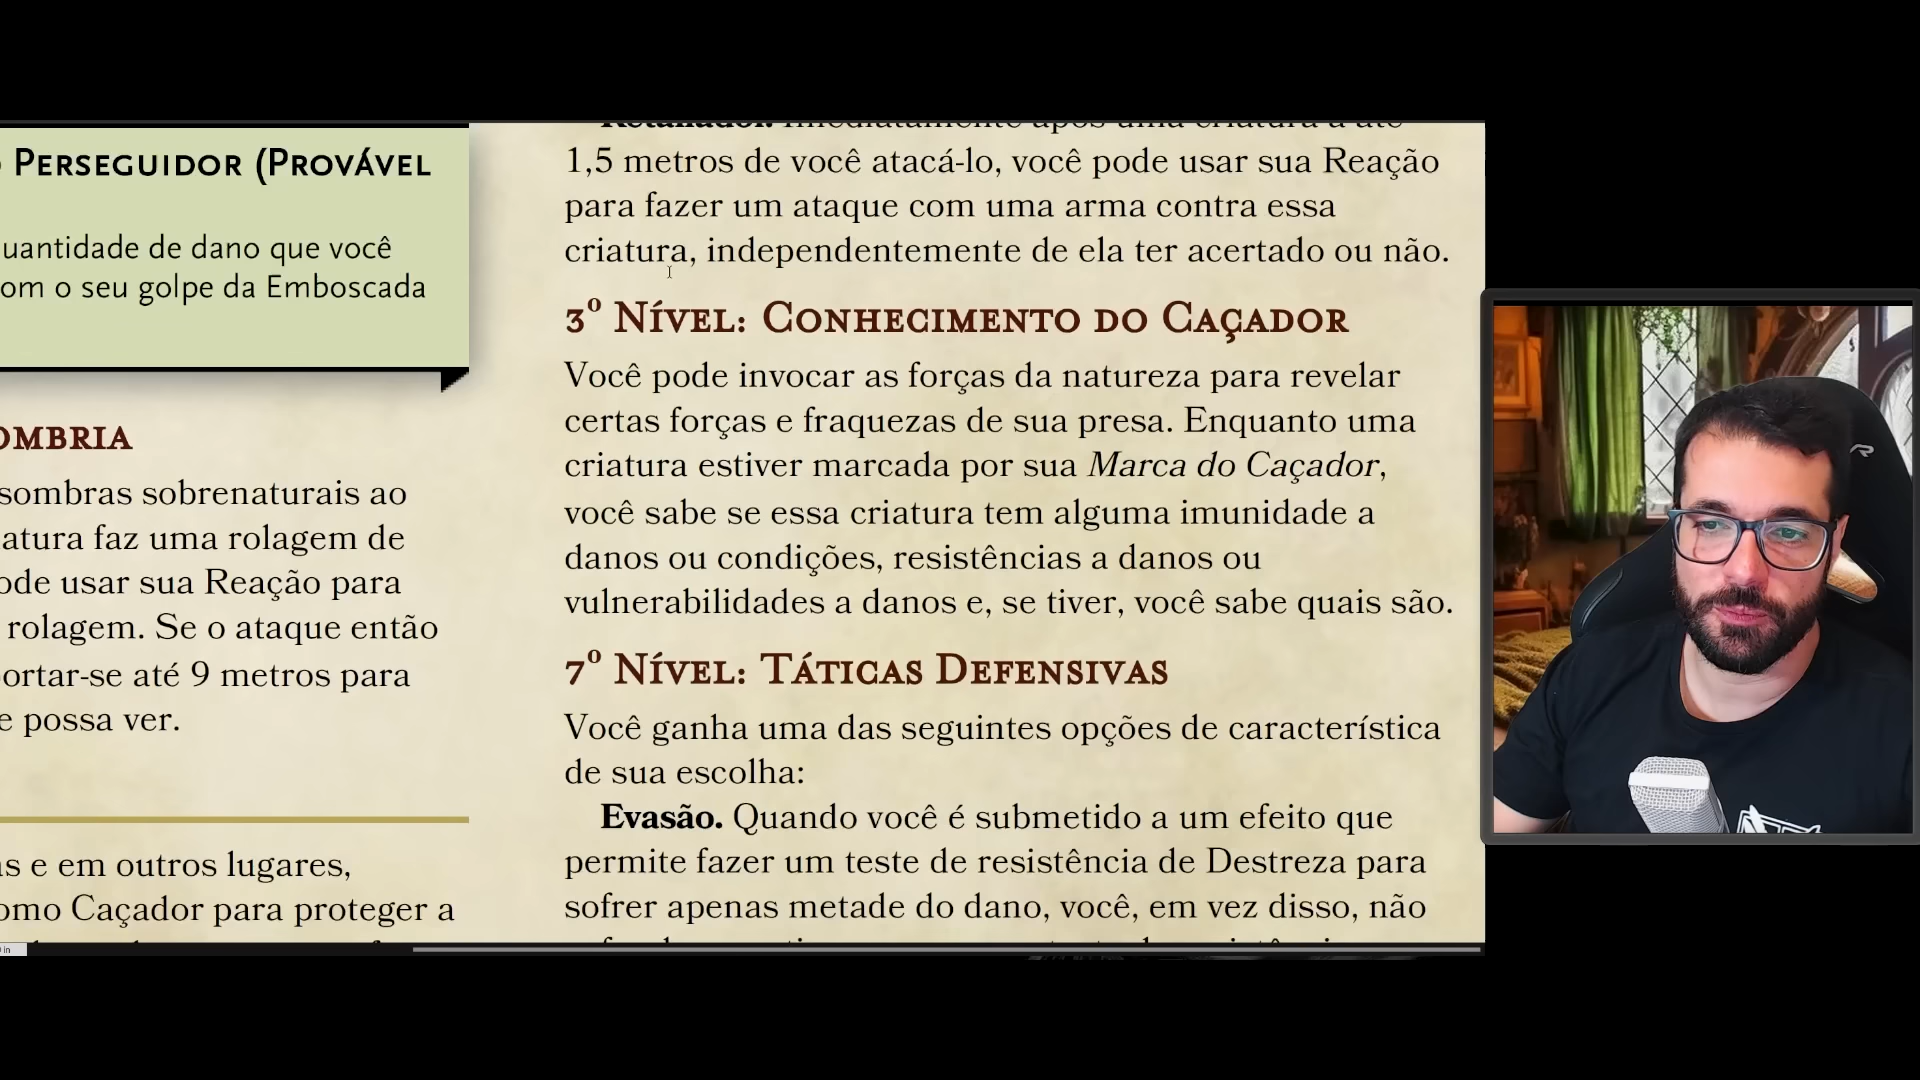 PERSEGUIDOR (PROVÁVEL
uantidade de dano que você
om o seu golpe da Emboscada
OMBRIA
sombras sobrenaturais ao
atura faz uma rolagem de
ode usar sua Reação para
rolagem. Se o ataque então
ortar-se até 9 metros para
e possa ver.
s e em outros lugares,
omo Caçador para proteger a
Retaliador. Imediatamente após uma criatura a até
1,5 metros de você atacá-lo, você pode usar sua Reação
para fazer um ataque com uma arma contra essa
criatura, independentemente de ela ter acertado ou não.
3º NÍVEL: CONHECIMENTO DO CAÇADOR
Você pode invocar as forças da natureza para revelar
certas forças e fraquezas de sua presa. Enquanto uma
criatura estiver marcada por sua Marca do Caçador,
você sabe se essa criatura tem alguma imunidade a
danos ou condições, resistências a danos ou
vulnerabilidades a danos e, se tiver, você sabe quais são.
7º NÍVEL: TÁTICAS DEFENSIVAS
Você ganha uma das seguintes opções de característica
de sua escolha:
Evasão. Quando você é submetido a um efeito que
permite fazer um teste de resistência de Destreza para
sofrer apenas metade do dano, você, em vez disso, não